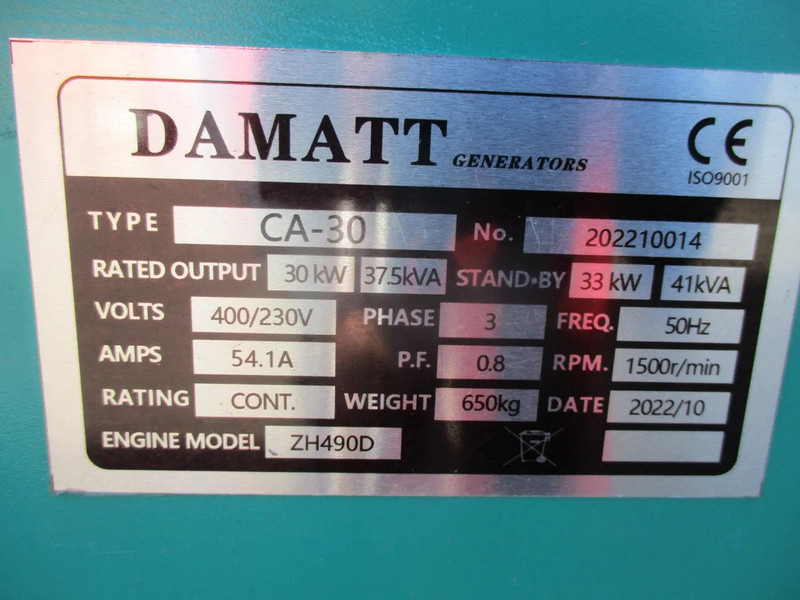 DAMATT GENERATORS CE
ISO9001
TYPE CA-30 No. 202210014
RATED OUTPUT 30 kW 37.5kVA STAND•BY 33 kW 41kVA
VOLTS 400/230V PHASE 3 FREQ. 50Hz
AMPS 54.1A P.F. 0.8 RPM. 1500r/min
RATING CONT. WEIGHT 650kg DATE 2022/10
ENGINE MODEL ZH490D